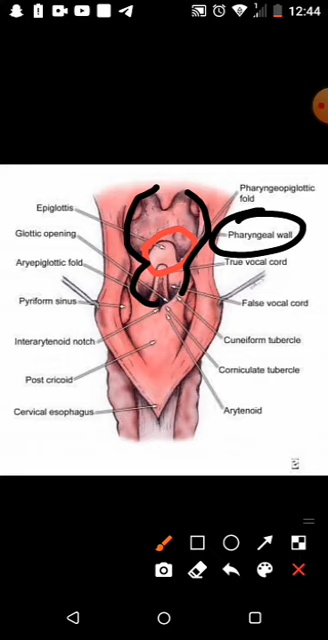 12:44
Pharyngeopiglottic
fold
Epiglottis
Glottic opening
Pharyngeal wall
Aryepiglottic fold
True vocal cord
Pyriform sinus
False vocal cord
Interarytenoid notch
Cuneiform tubercle
Corniculate tubercle
Post cricoid
Cervical esophagus
Arytenoid